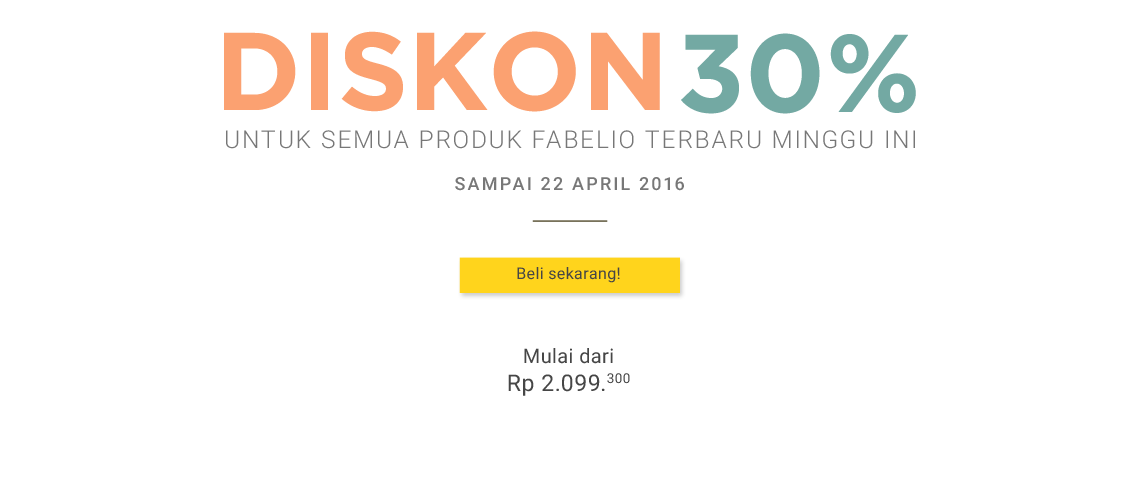 DISKON 30%
UNTUK SEMUA PRODUK FABELIO TERBARU MINGGU INI
SAMPAI 22 APRIL 2016
Beli sekarang!
Mulai dari
Rp 2.099.300